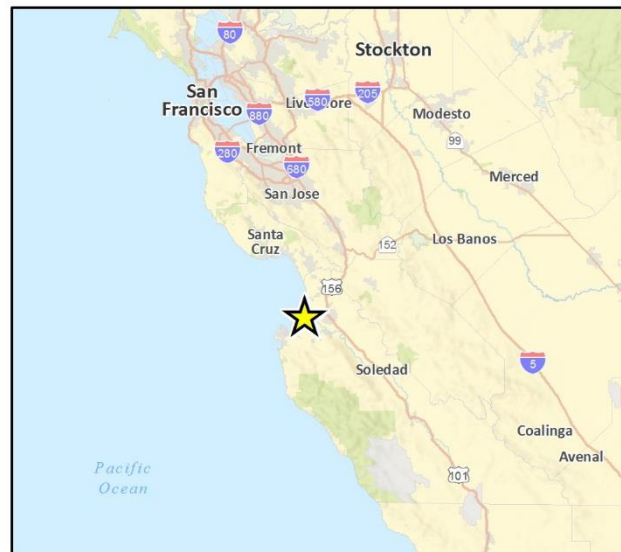 80
Stockton
San
Francisco
Livermore
580
205
880
Modesto
99
280
Fremont
680
Merced
San Jose
Santa
Cruz
152
Los Banos
156
Soledad
5
Coalinga
Avenal
Pacific
Ocean
101